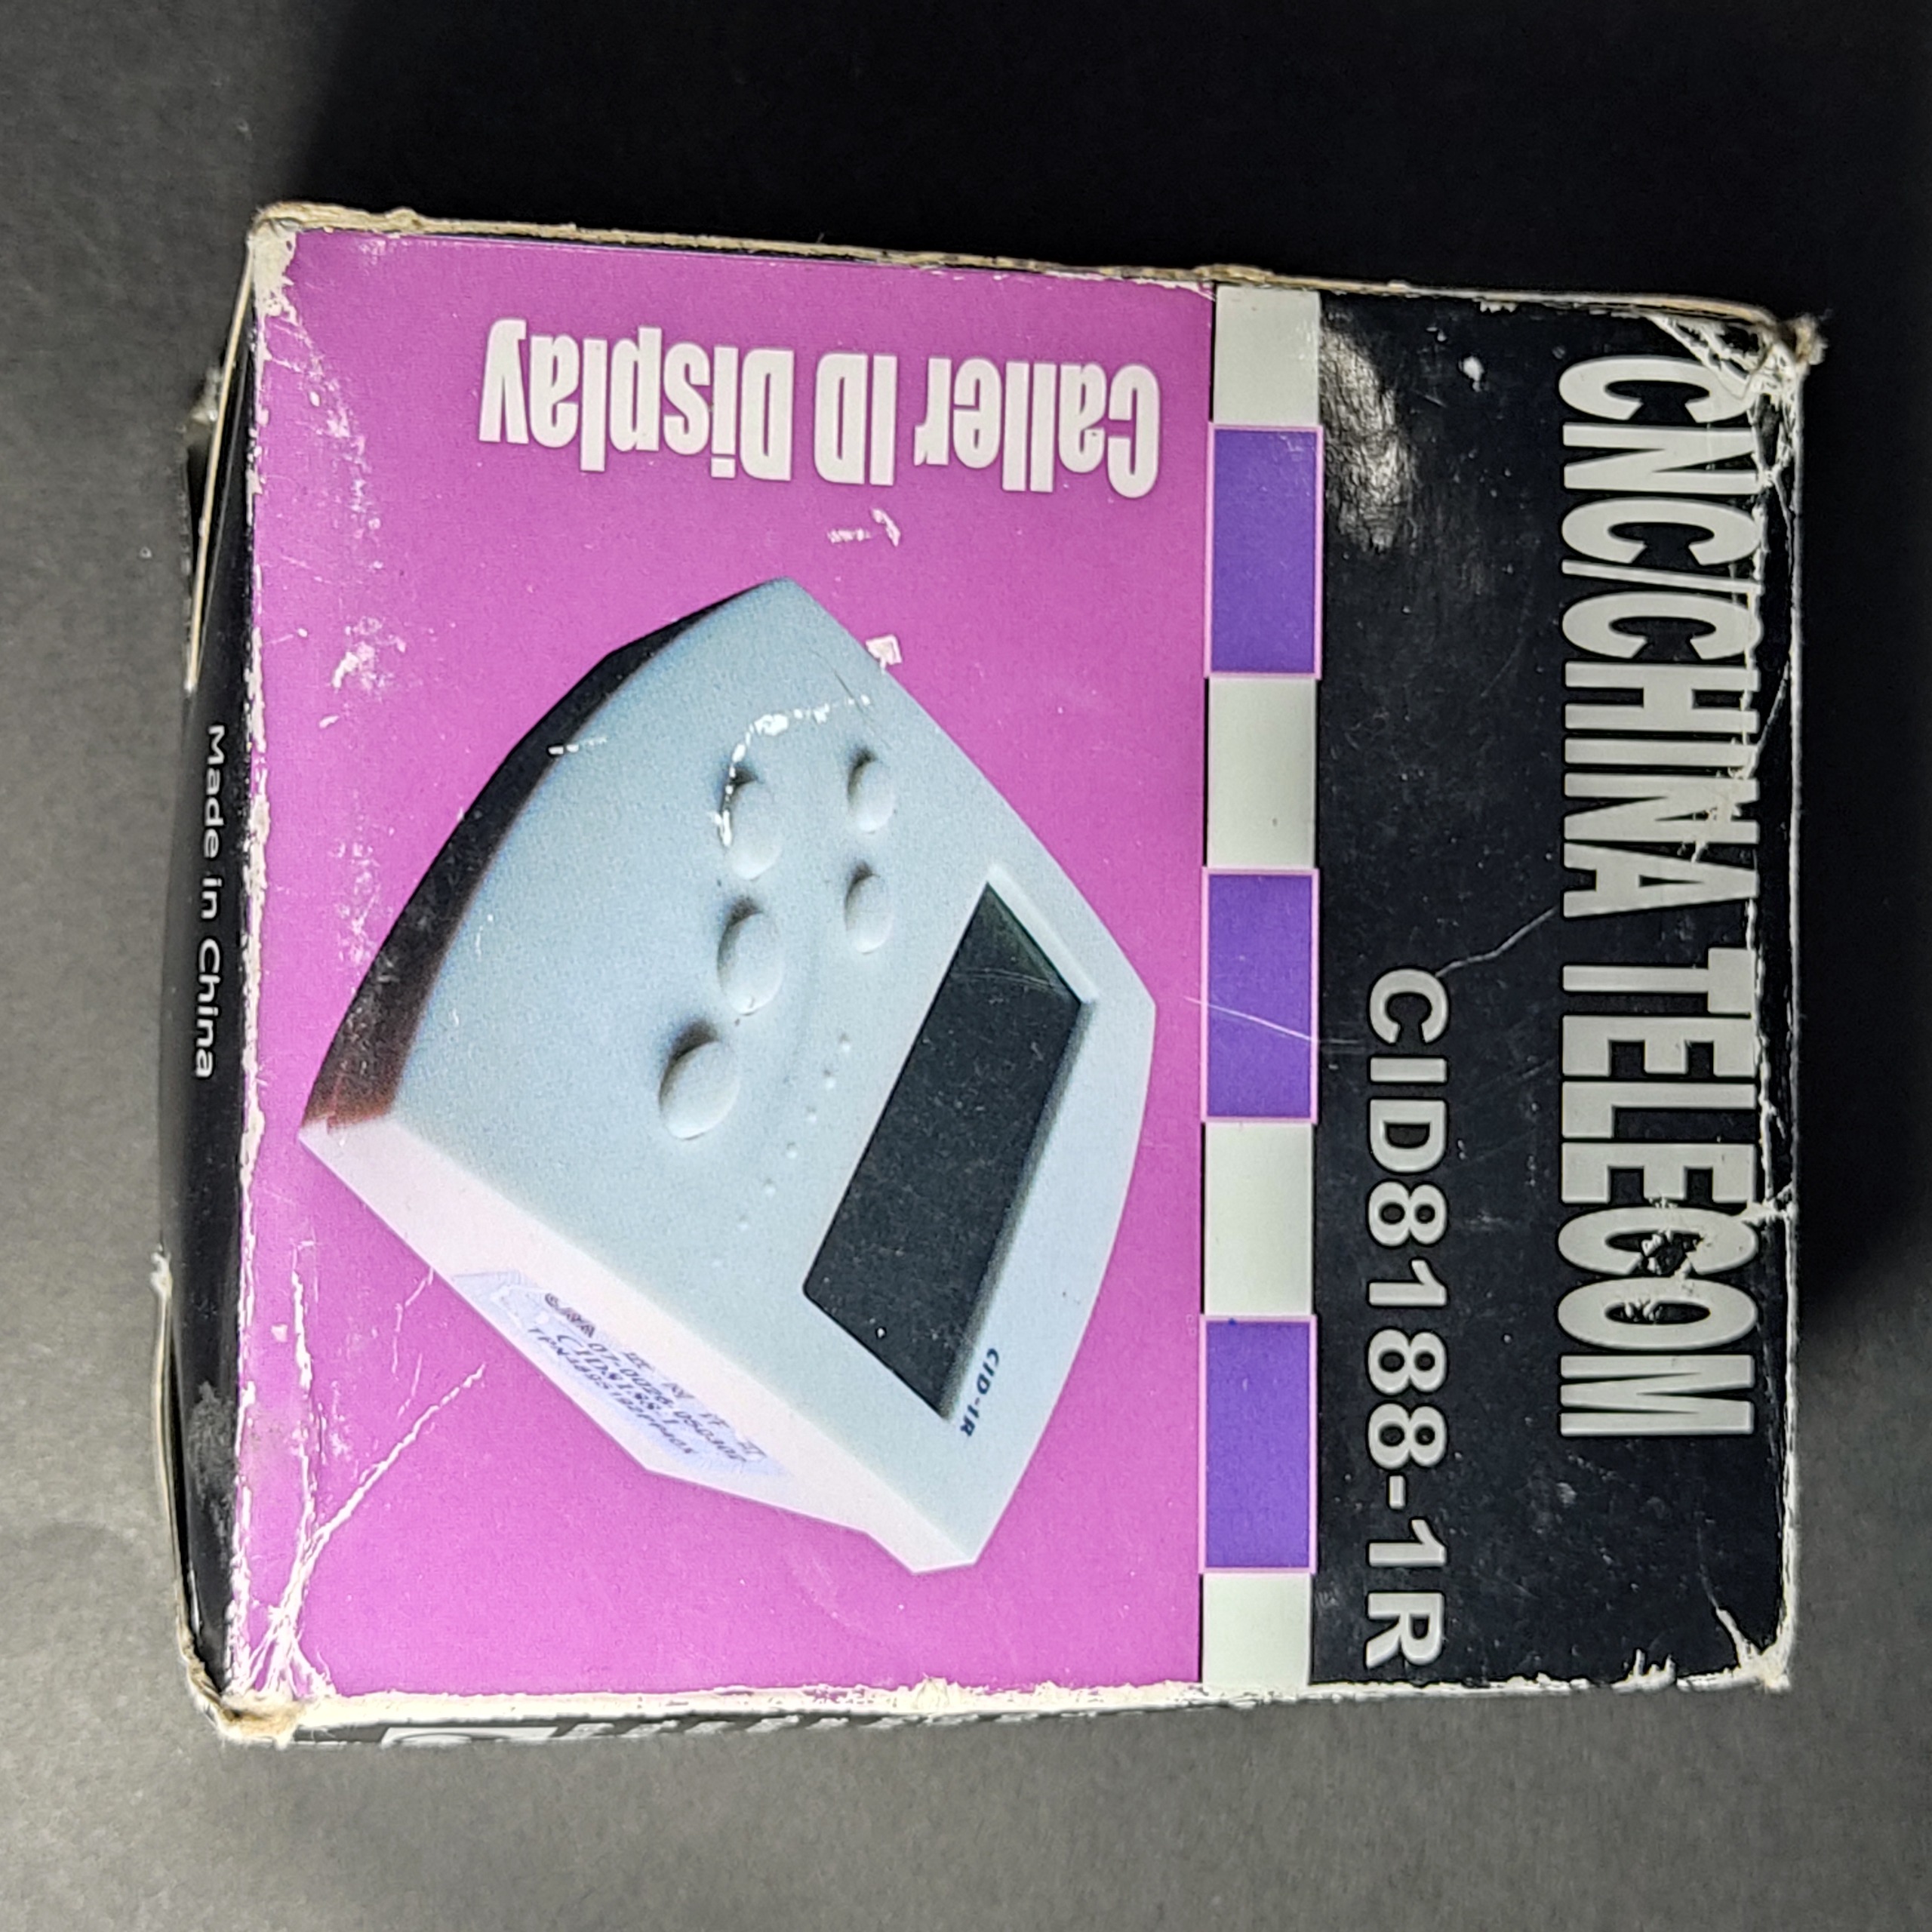 CNC/CHINA TELECOM
CID8188-1R
Caller ID Display
CID-1R
Made in China